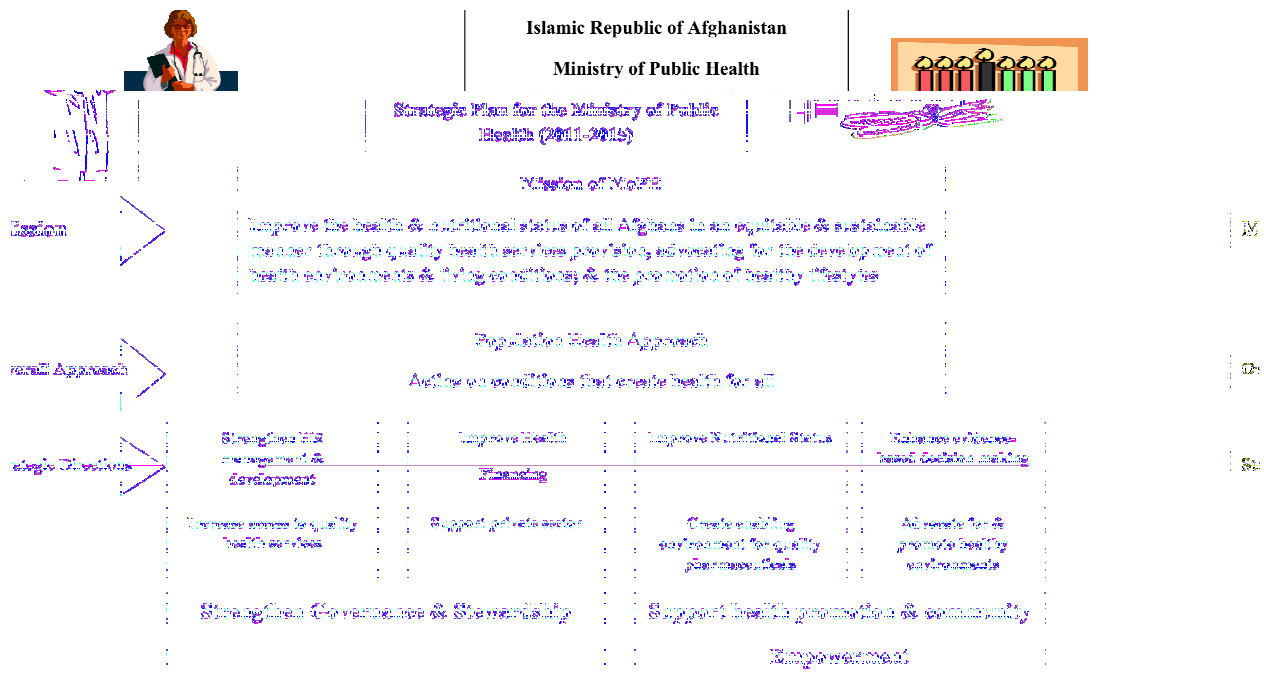 Islamic Republic of Afghanistan
Ministry of Public Health
Strategic Plan for the Ministry of Public
Health (2011-2015)
Mission of MoPH
ission
M
Improve the health & nutritional status of all Afghans in an equitable & sustainable
manner through quality health services provision, advocating for the development of
health environments & living conditions; & the promotion of healthy lifestyles
Population Health Approach
verall Approach
O
Action on conditions that create health for all
Strengthen HR
management &
development
Improve Health
Financing
Improve Nutritional Status
Enhance evidence-
based decision making
ategic Directions
St
Increase access to quality
health services
Support private sector
Create enabling
environment for quality
pharmaceuticals
Advocate for &
promote healthy
environments
Strengthen Governance & Stewardship
Support health promotion & community
Empowerment